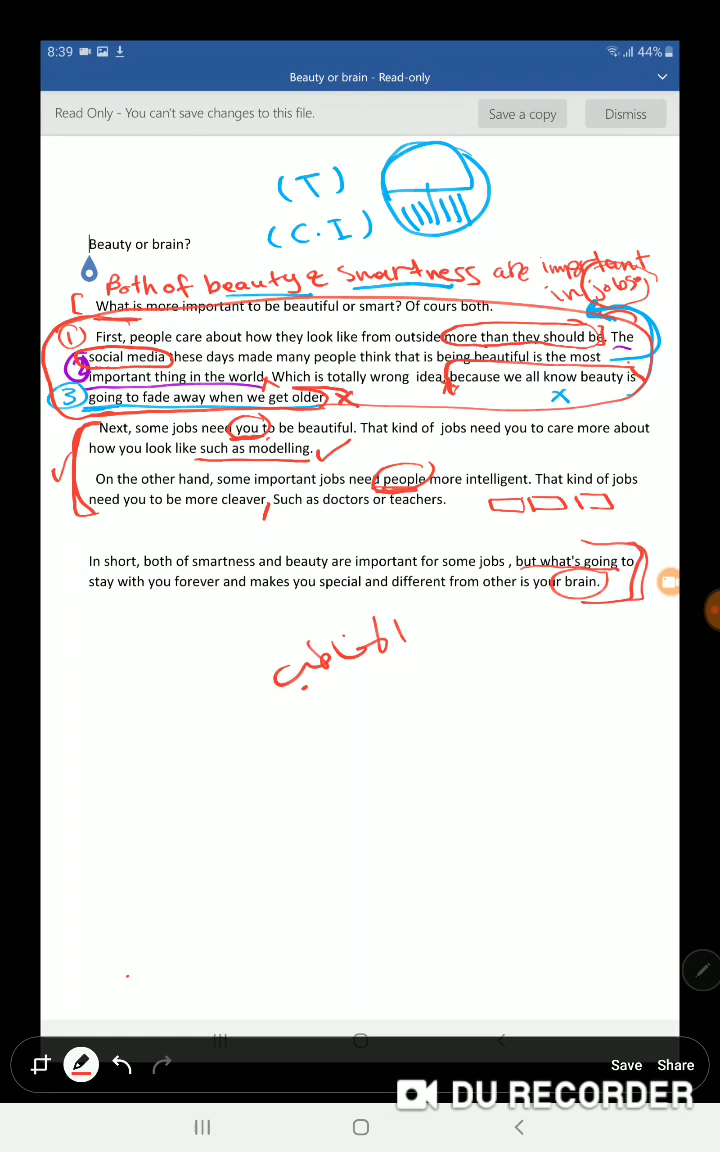 8:39 44%
Beauty or brain - Read-only
Read Only - You can't save changes to this file. Save a copy Dismiss
(T)
(C.I)
Beauty or brain?
Both of beauty & smartness are important
in jobs
What is more important to be beautiful or smart? Of cours both.
1 First, people care about how they look like from outside more than they should be. The
social media these days made many people think that is being beautiful is the most
important thing in the world, Which is totally wrong idea, because we all know beauty is
3 going to fade away when we get older x x
Next, some jobs need you to be beautiful. That kind of jobs need you to care more about
how you look like such as modelling.
On the other hand, some important jobs need people more intelligent. That kind of jobs
need you to be more cleaver, Such as doctors or teachers.
In short, both of smartness and beauty are important for some jobs , but what's going to
stay with you forever and makes you special and different from other is your brain.
المخاطب
Save Share
DU RECORDER